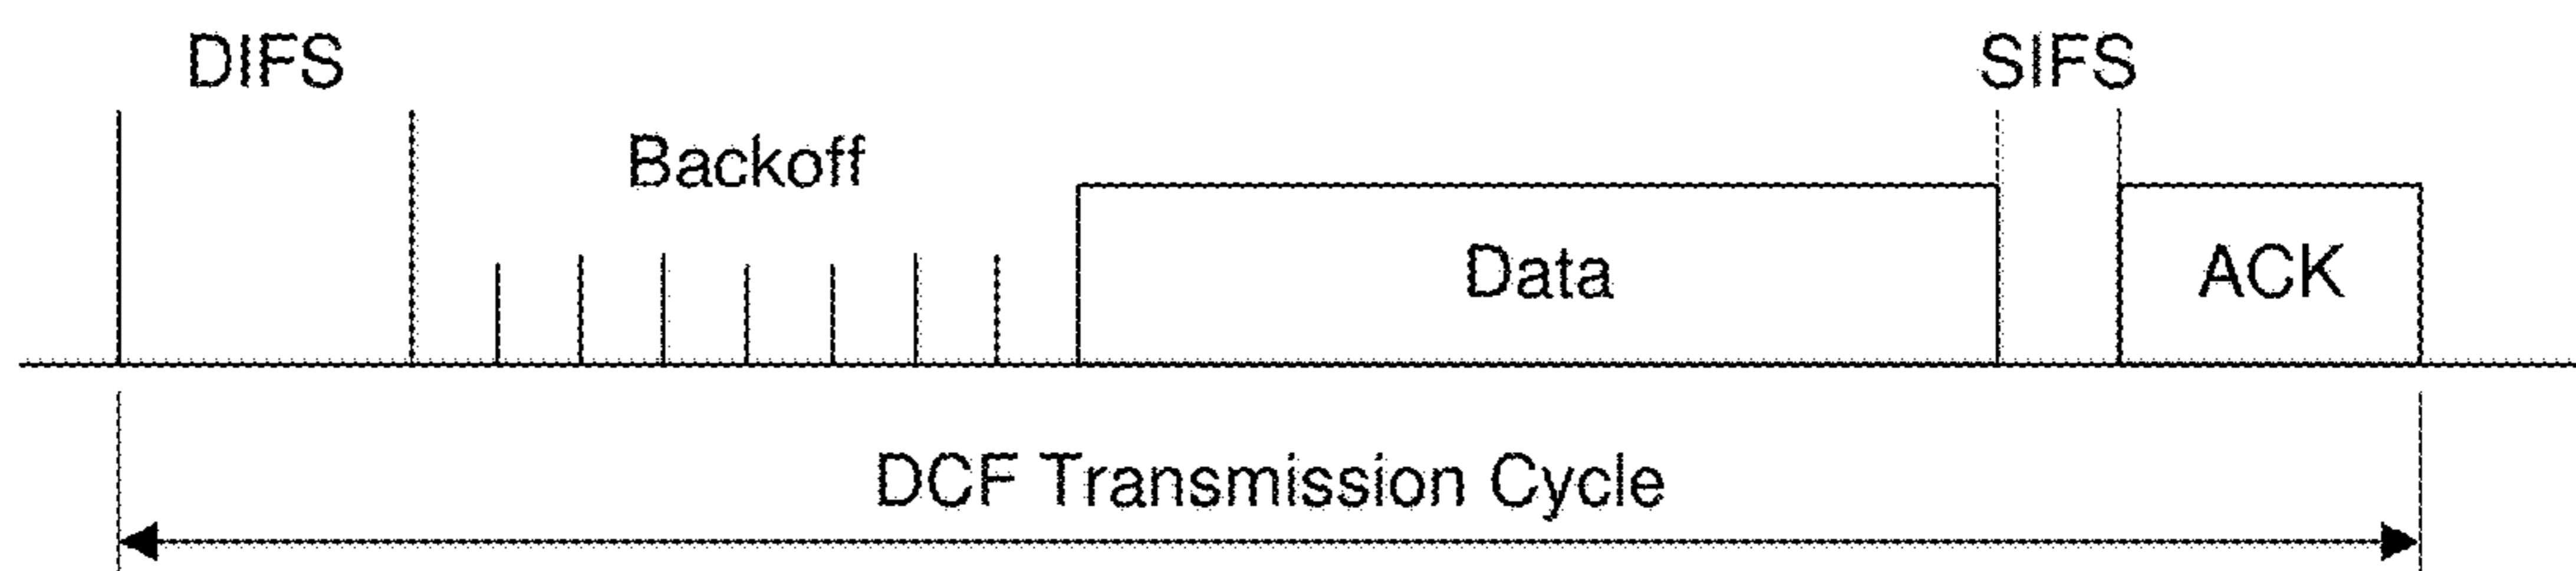 DIFS
SIFS
Backoff
Data
ACK
DCF Transmission Cycle